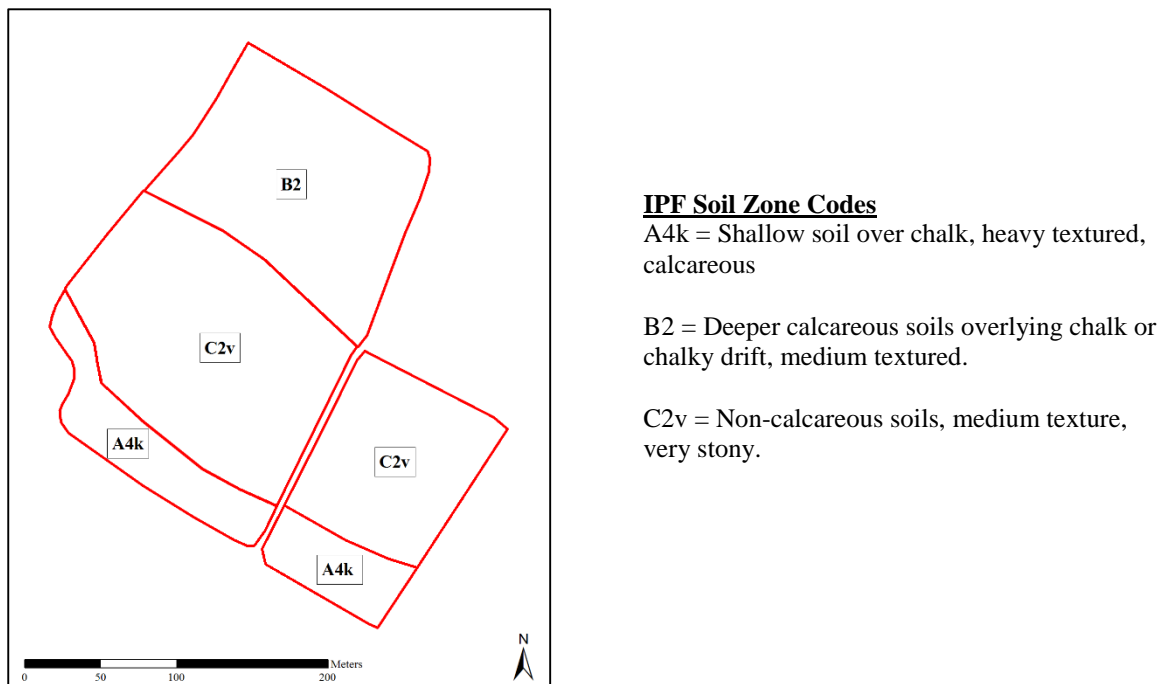 B2
C2v
A4k
C2v
A4k
0 50 100 200 Meters
N
IPF Soil Zone Codes
A4k = Shallow soil over chalk, heavy textured,
calcareous
B2 = Deeper calcareous soils overlying chalk or
chalky drift, medium textured.
C2v = Non-calcareous soils, medium texture,
very stony.